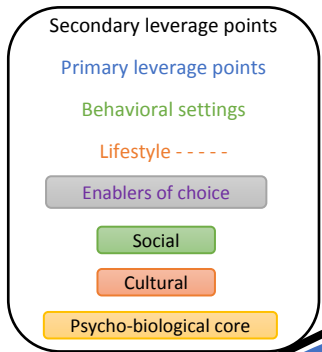 Secondary leverage points
Primary leverage points
Behavioral settings
Lifestyle - - - - -
Enablers of choice
Social
Cultural
Psycho-biological core